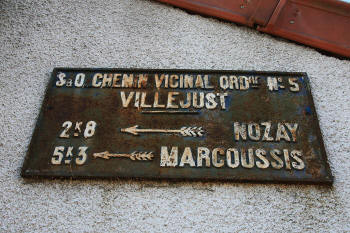 S&O. CHEMIN VICINAL ORDRE No 5
VILLEJUST
2K8 NOZAY
5K3 MARCOUSSIS